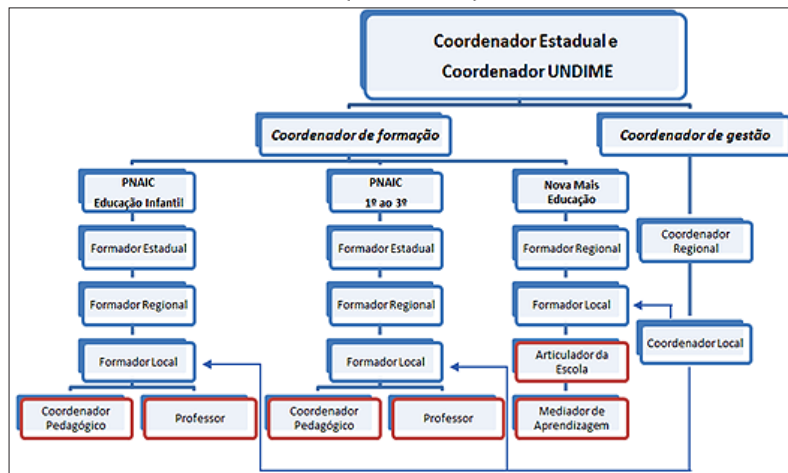 Coordenador Estadual e
Coordenador UNDIME
Coordenador de formação
Coordenador de gestão
PNAIC
Educação Infantil
PNAIC
1º ao 3º
Nova Mais
Educação
Formador Estadual
Formador Estadual
Formador Regional
Coordenador
Regional
Formador Regional
Formador Regional
Formador Local
Formador Local
Formador Local
Articulador da
Escola
Coordenador Local
Coordenador
Pedagógico
Professor
Coordenador
Pedagógico
Professor
Mediador de
Aprendizagem